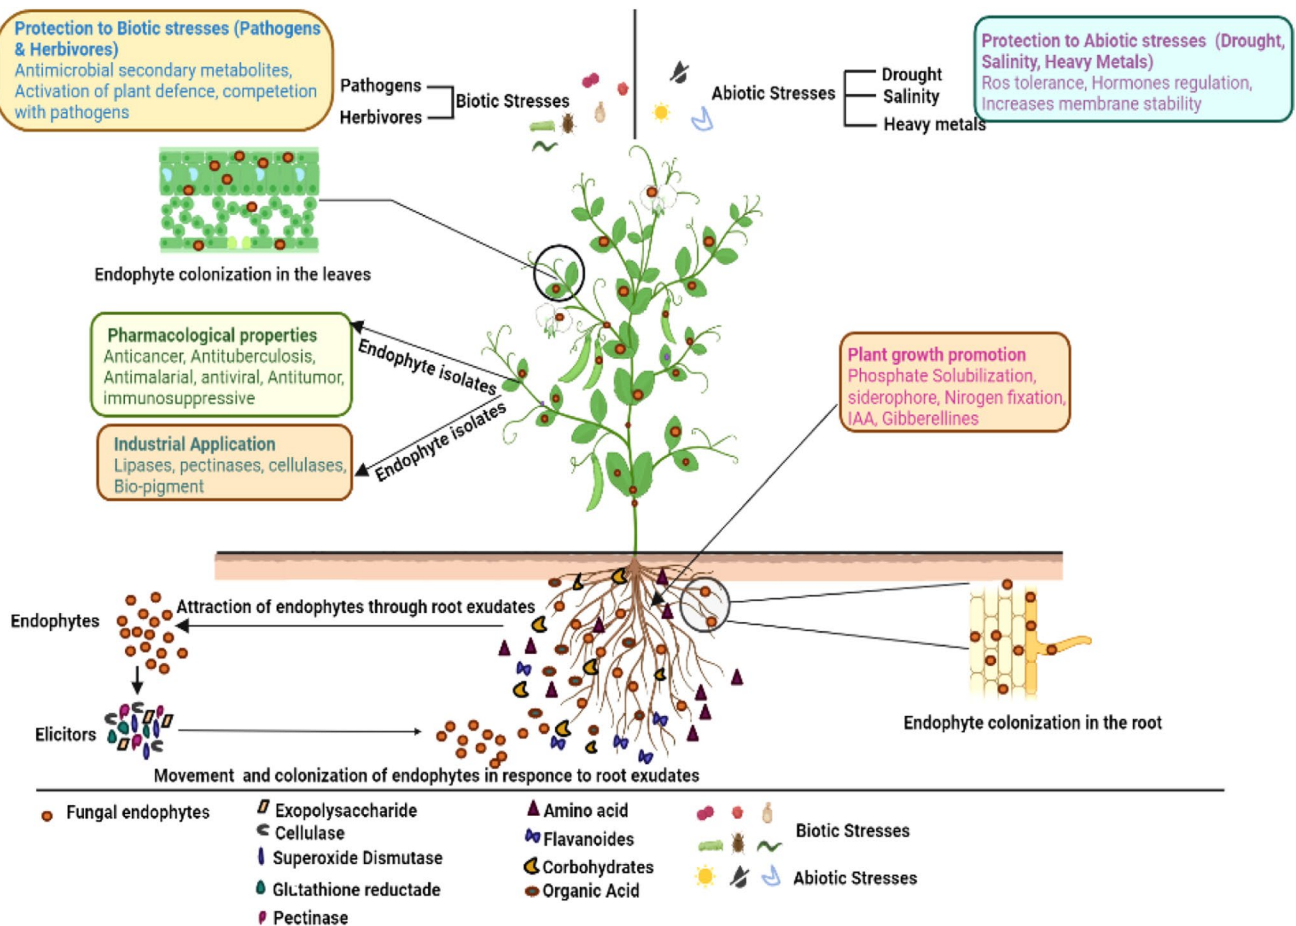 Protection to Biotic stresses (Pathogens
& Herbivores)
Antimicrobial secondary metabolites,
Activation of plant defence, competetion
with pathogens
Pathogens
Herbivores
Biotic Stresses
Abiotic Stresses
Drought
Salinity
Heavy metals
Protection to Abiotic stresses (Drought,
Salinity, Heavy Metals)
Ros tolerance, Hormones regulation,
Increases membrane stability
Endophyte colonization in the leaves
Pharmacological properties
Anticancer, Antituberculosis,
Antimalarial, antiviral, Antitumor,
immunosuppressive
Endophyte isolates
Industrial Application
Lipases, pectinases, cellulases,
Bio-pigment
Endophyte isolates
Plant growth promotion
Phosphate Solubilization,
siderophore, Nirogen fixation,
IAA, Gibberellines
Endophytes
Attraction of endophytes through root exudates
Elicitors
Movement and colonization of endophytes in responce to root exudates
Endophyte colonization in the root
Fungal endophytes
Exopolysaccharide
Cellulase
Superoxide Dismutase
Glutathione reductade
Pectinase
Amino acid
Flavanoides
Corbohydrates
Organic Acid
Biotic Stresses
Abiotic Stresses